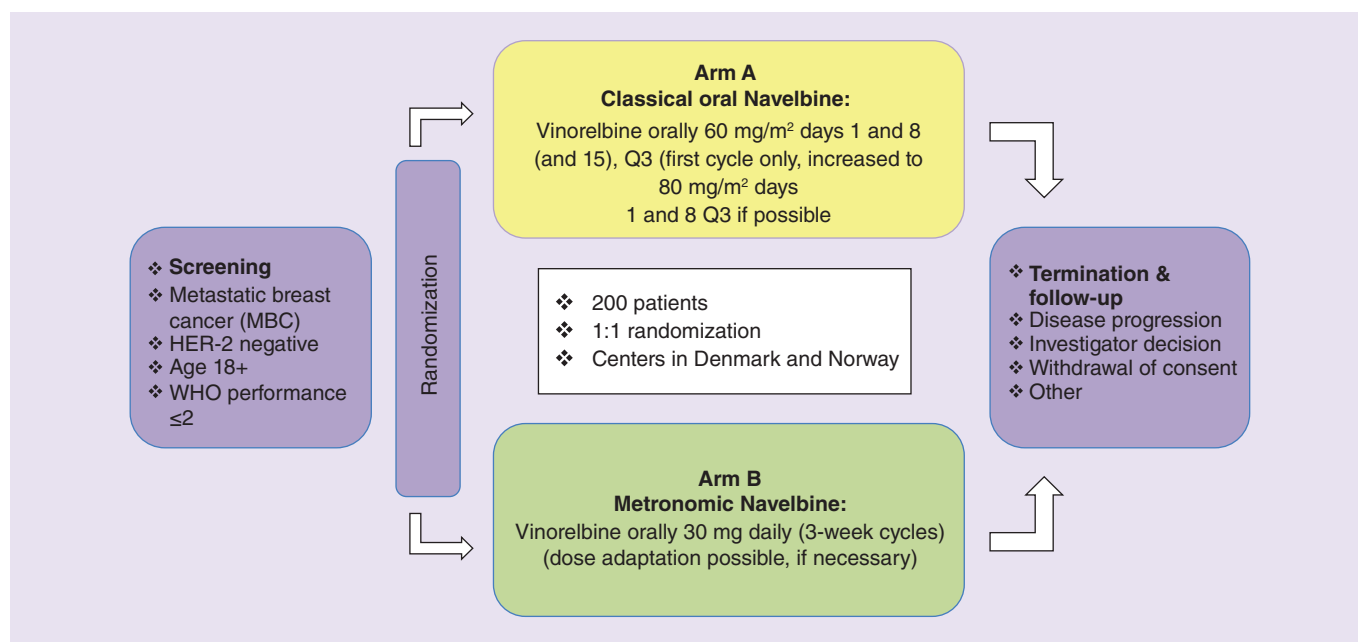 ❖ Screening
❖ Metastatic breast
cancer (MBC)
❖ HER-2 negative
❖ Age 18+
❖ WHO performance
≤2
Randomization
Arm A
Classical oral Navelbine:
Vinorelbine orally 60 mg/m² days 1 and 8
(and 15), Q3 (first cycle only, increased to
80 mg/m² days
1 and 8 Q3 if possible
❖ 200 patients
❖ 1:1 randomization
❖ Centers in Denmark and Norway
Arm B
Metronomic Navelbine:
Vinorelbine orally 30 mg daily (3-week cycles)
(dose adaptation possible, if necessary)
❖ Termination &
follow-up
❖ Disease progression
❖ Investigator decision
❖ Withdrawal of consent
❖ Other